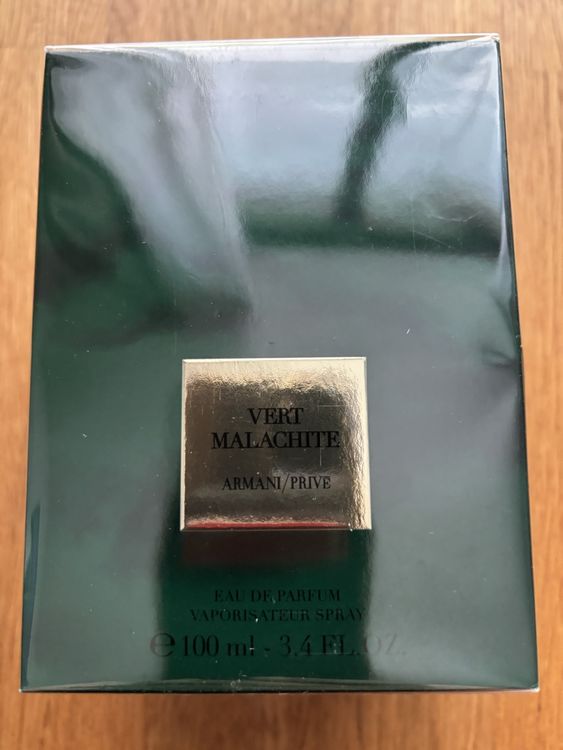 VERT
MALACHITE
ARMANI/PRIVE
EAU DE PARFUM
VAPORISATEUR SPRAY
℮ 100 ml - 3.4 FL.OZ.